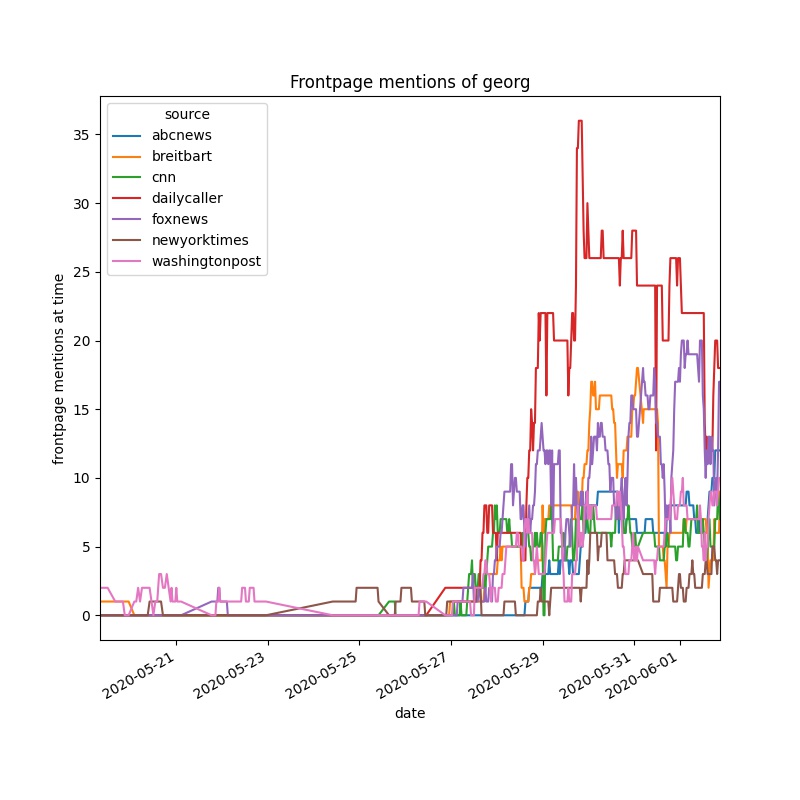 Frontpage mentions of georg
source
abcnews
breitbart
cnn
dailycaller
foxnews
newyorktimes
washingtonpost
frontpage mentions at time
35
30
25
20
15
10
5
0
2020-05-21
2020-05-23
2020-05-25
2020-05-27
2020-05-29
2020-05-31
2020-06-01
date